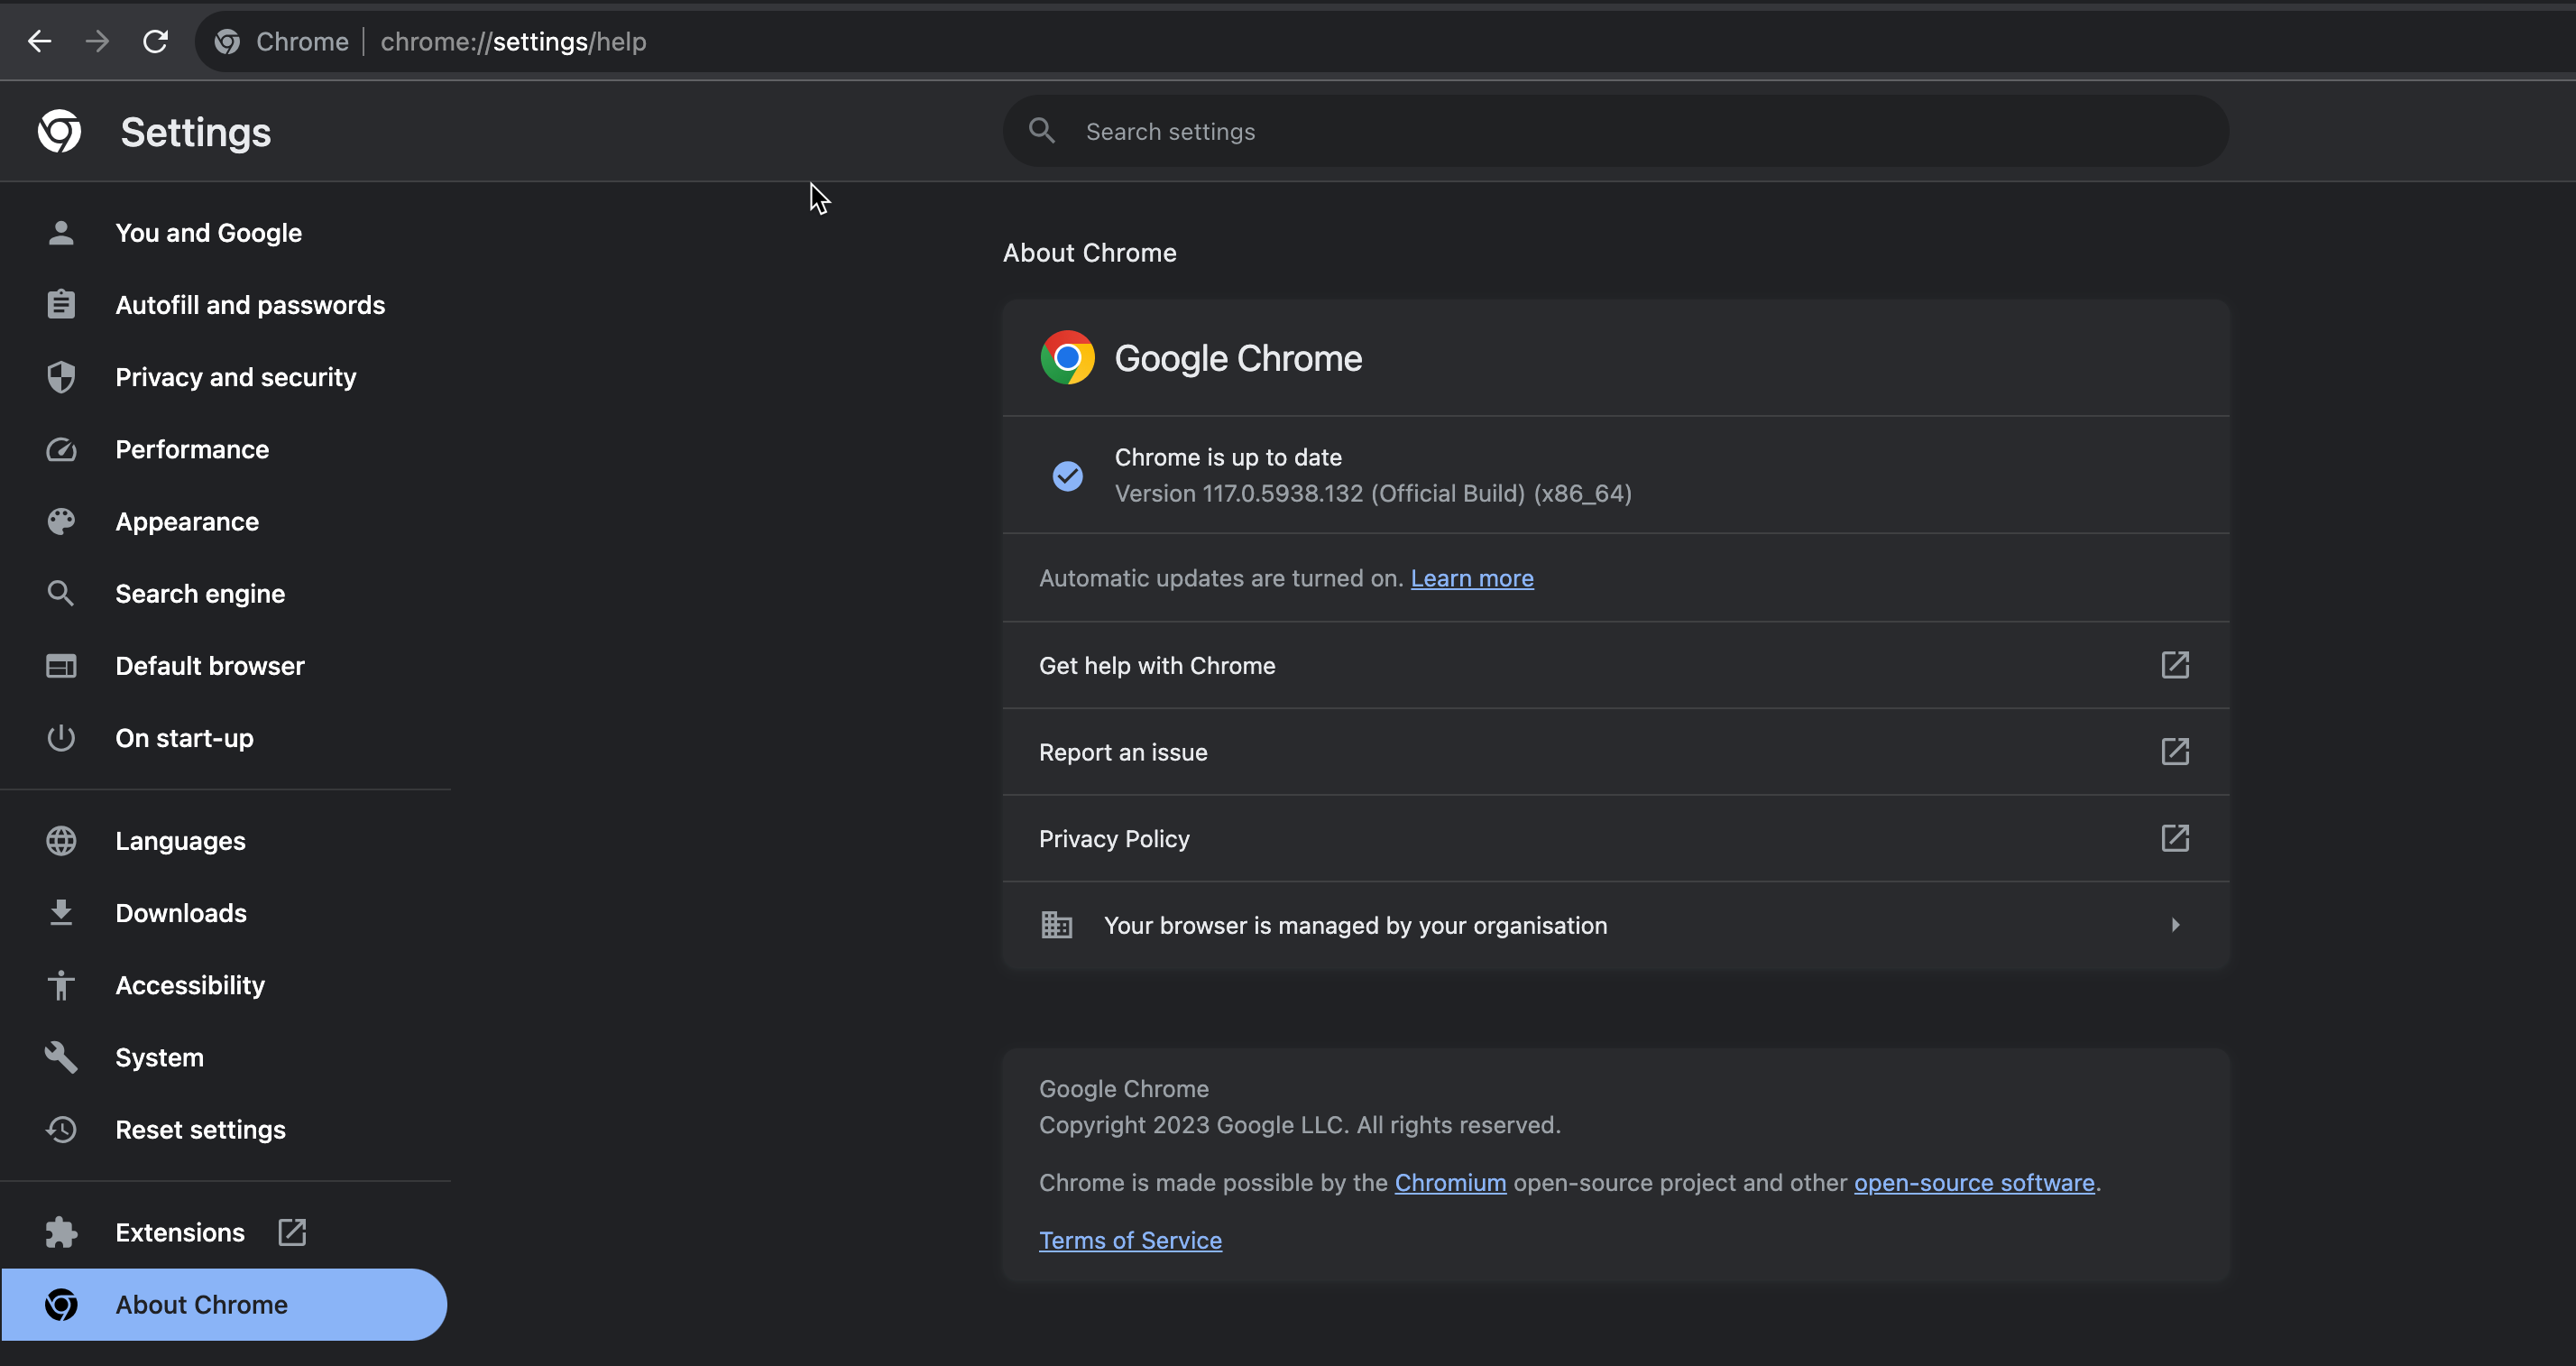 Chrome | chrome://settings/help
Settings
Search settings
You and Google
Autofill and passwords
Privacy and security
Performance
Appearance
Search engine
Default browser
On start-up
Languages
Downloads
Accessibility
System
Reset settings
Extensions
About Chrome
About Chrome
Google Chrome
Chrome is up to date
Version 117.0.5938.132 (Official Build) (x86_64)
Automatic updates are turned on. Learn more
Get help with Chrome
Report an issue
Privacy Policy
Your browser is managed by your organisation
Google Chrome
Copyright 2023 Google LLC. All rights reserved.
Chrome is made possible by the Chromium open-source project and other open-source software.
Terms of Service